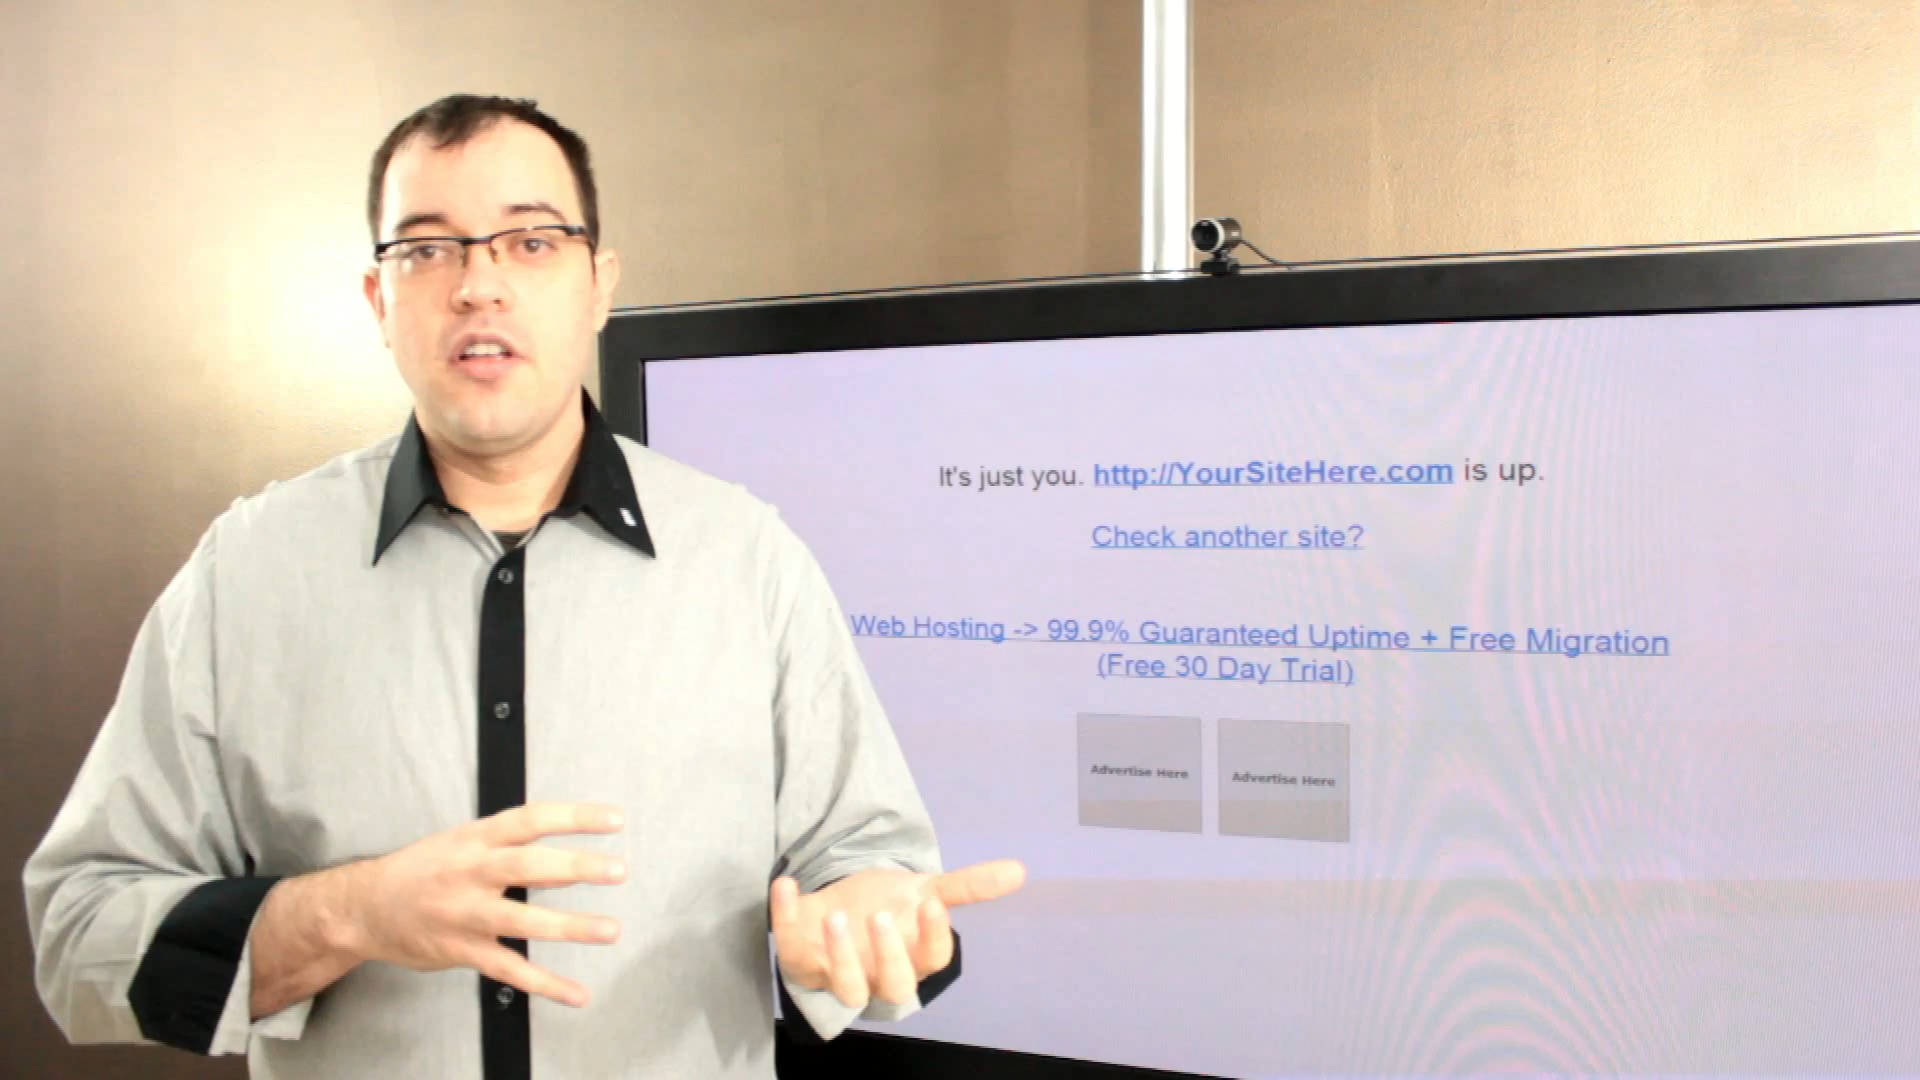 It's just you. http://YourSiteHere.com is up.
Check another site?
Web Hosting -> 99.9% Guaranteed Uptime + Free Migration
(Free 30 Day Trial)
Advertise Here Advertise Here